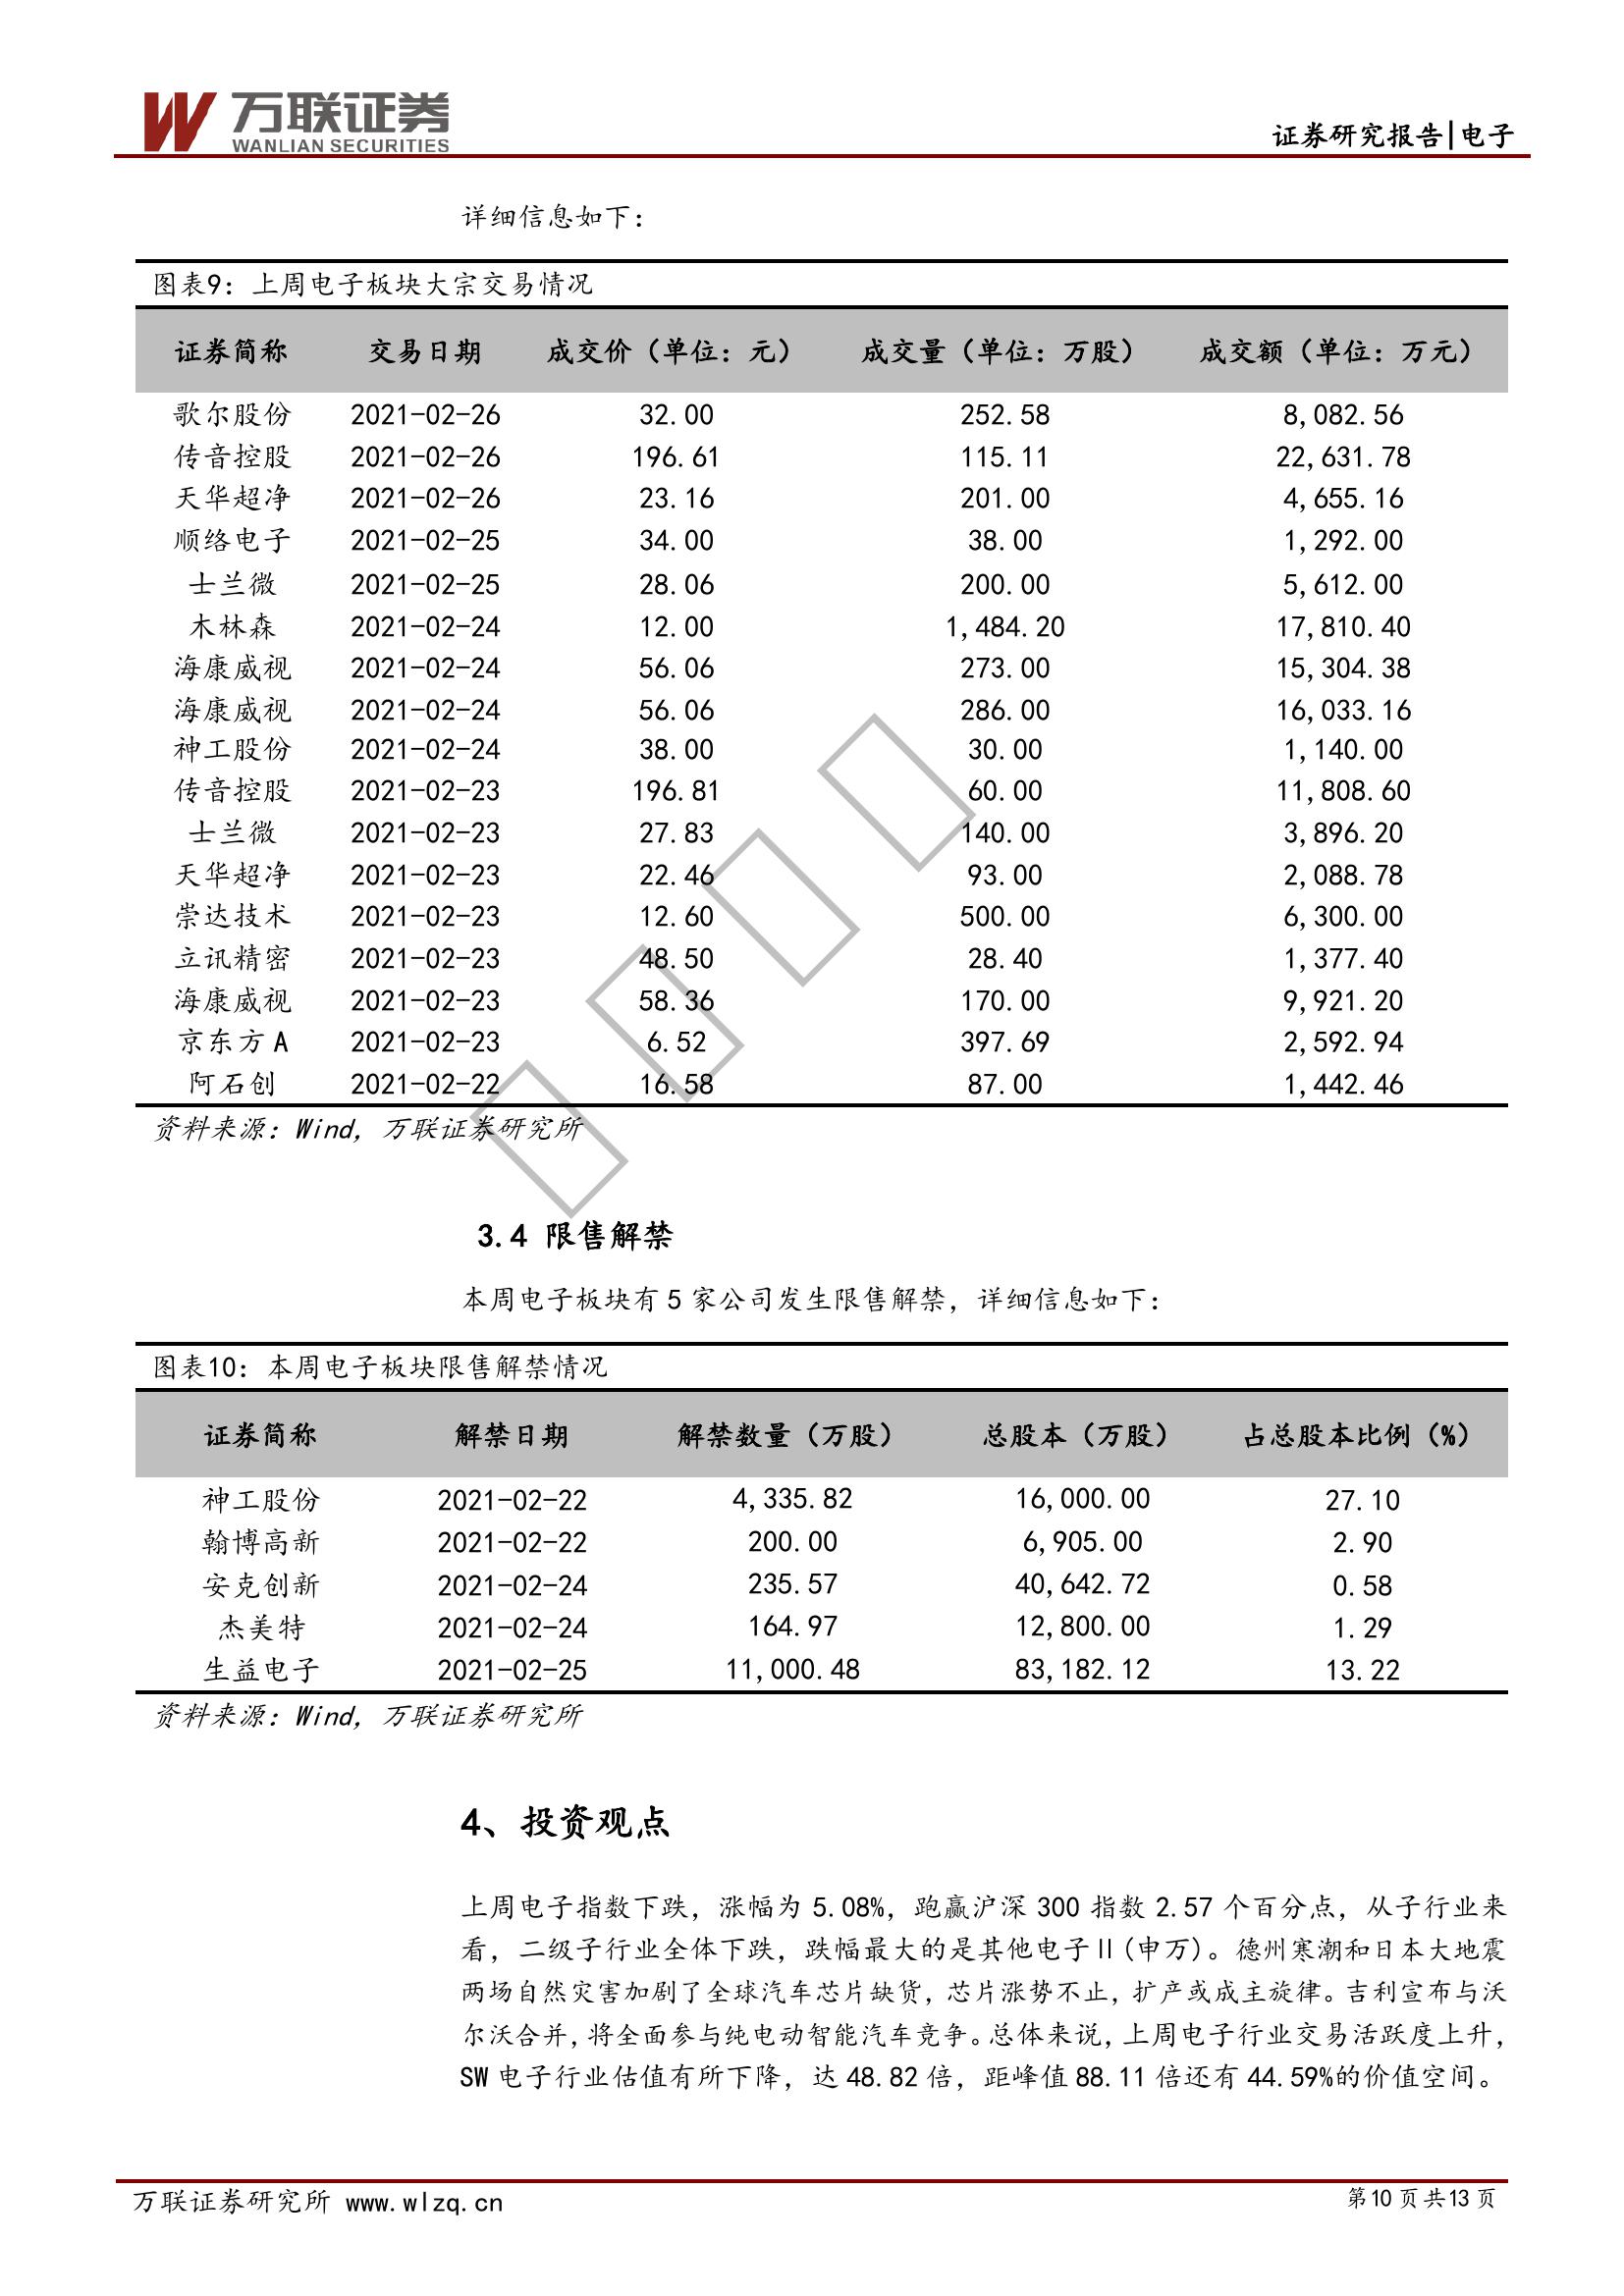 万联证券
WANLIAN SECURITIES
证券研究报告|电子
详细信息如下：
图表9：上周电子板块大宗交易情况
证券简称 交易日期 成交价（单位：元） 成交量（单位：万股） 成交额（单位：万元）
歌尔股份 2021-02-26 32.00 252.58 8,082.56
传音控股 2021-02-26 196.61 115.11 22,631.78
天华超净 2021-02-26 23.16 201.00 4,655.16
顺络电子 2021-02-25 34.00 38.00 1,292.00
士兰微 2021-02-25 28.06 200.00 5,612.00
木林森 2021-02-24 12.00 1,484.20 17,810.40
海康威视 2021-02-24 56.06 273.00 15,304.38
海康威视 2021-02-24 56.06 286.00 16,033.16
神工股份 2021-02-24 38.00 30.00 1,140.00
传音控股 2021-02-23 196.81 60.00 11,808.60
士兰微 2021-02-23 27.83 140.00 3,896.20
天华超净 2021-02-23 22.46 93.00 2,088.78
崇达技术 2021-02-23 12.60 500.00 6,300.00
立讯精密 2021-02-23 48.50 28.40 1,377.40
海康威视 2021-02-23 58.36 170.00 9,921.20
京东方A 2021-02-23 6.52 397.69 2,592.94
阿石创 2021-02-22 16.58 87.00 1,442.46
资料来源：Wind，万联证券研究所
3.4 限售解禁
本周电子板块有 5 家公司发生限售解禁，详细信息如下：
图表10：本周电子板块限售解禁情况
证券简称 解禁日期 解禁数量（万股） 总股本（万股） 占总股本比例（%）
神工股份 2021-02-22 4,335.82 16,000.00 27.10
翰博高新 2021-02-22 200.00 6,905.00 2.90
安克创新 2021-02-24 235.57 40,642.72 0.58
杰美特 2021-02-24 164.97 12,800.00 1.29
生益电子 2021-02-25 11,000.48 83,182.12 13.22
资料来源：Wind，万联证券研究所
4、投资观点
上周电子指数下跌，涨幅为 5.08%，跑赢沪深 300 指数 2.57 个百分点，从子行业来
看，二级子行业全体下跌，跌幅最大的是其他电子Ⅱ(申万)。德州寒潮和日本大地震
两场自然灾害加剧了全球汽车芯片缺货，芯片涨势不止，扩产或成主旋律。吉利宣布与沃
尔沃合并，将全面参与纯电动智能汽车竞争。总体来说，上周电子行业交易活跃度上升，
SW 电子行业估值有所下降，达 48.82 倍，距峰值 88.11 倍还有 44.59%的价值空间。
万联证券研究所 www.wlzq.cn
第10 页 共13 页